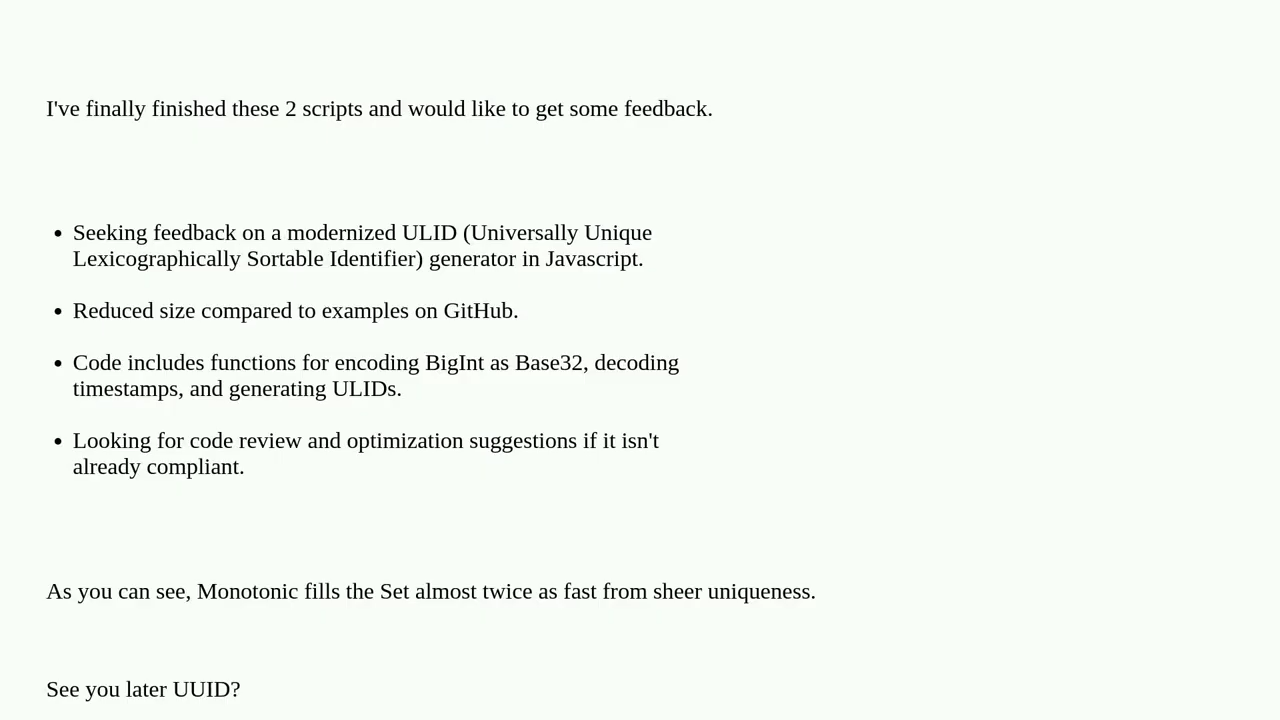 I've finally finished these 2 scripts and would like to get some feedback.
• Seeking feedback on a modernized ULID (Universally Unique
Lexicographically Sortable Identifier) generator in Javascript.
• Reduced size compared to examples on GitHub.
• Code includes functions for encoding BigInt as Base32, decoding
timestamps, and generating ULIDs.
• Looking for code review and optimization suggestions if it isn't
already compliant.
As you can see, Monotonic fills the Set almost twice as fast from sheer uniqueness.
See you later UUID?